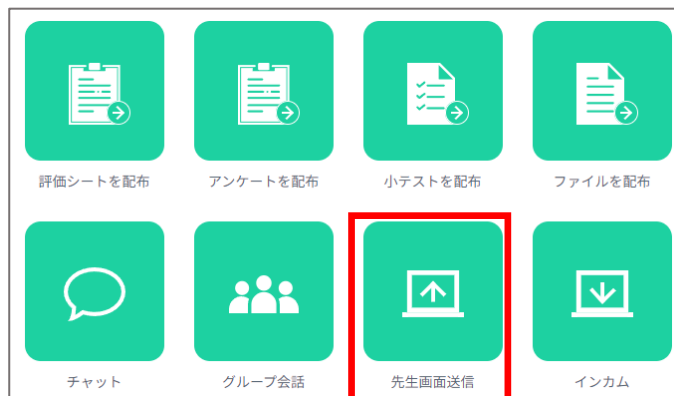 評価シートを配布
アンケートを配布
小テストを配布
ファイルを配布
チャット
グループ会話
先生画面送信
インカム